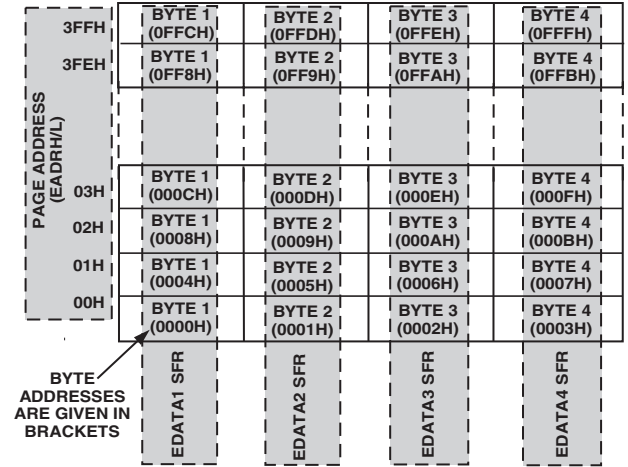 3FFH
BYTE 1 BYTE 2 BYTE 3 BYTE 4
(0FFCH) (0FFDH) (0FFEH) (0FFFH)
3FEH
BYTE 1 BYTE 2 BYTE 3 BYTE 4
(0FF8H) (0FF9H) (0FFAH) (0FFBH)
PAGE ADDRESS
(EADRH/L)
03H
BYTE 1 BYTE 2 BYTE 3 BYTE 4
(000CH) (000DH) (000EH) (000FH)
02H
BYTE 1 BYTE 2 BYTE 3 BYTE 4
(0008H) (0009H) (000AH) (000BH)
01H
BYTE 1 BYTE 2 BYTE 3 BYTE 4
(0004H) (0005H) (0006H) (0007H)
00H
BYTE 1 BYTE 2 BYTE 3 BYTE 4
(0000H) (0001H) (0002H) (0003H)
BYTE
ADDRESSES
ARE GIVEN IN
BRACKETS
EDATA1 SFR
EDATA2 SFR
EDATA3 SFR
EDATA4 SFR